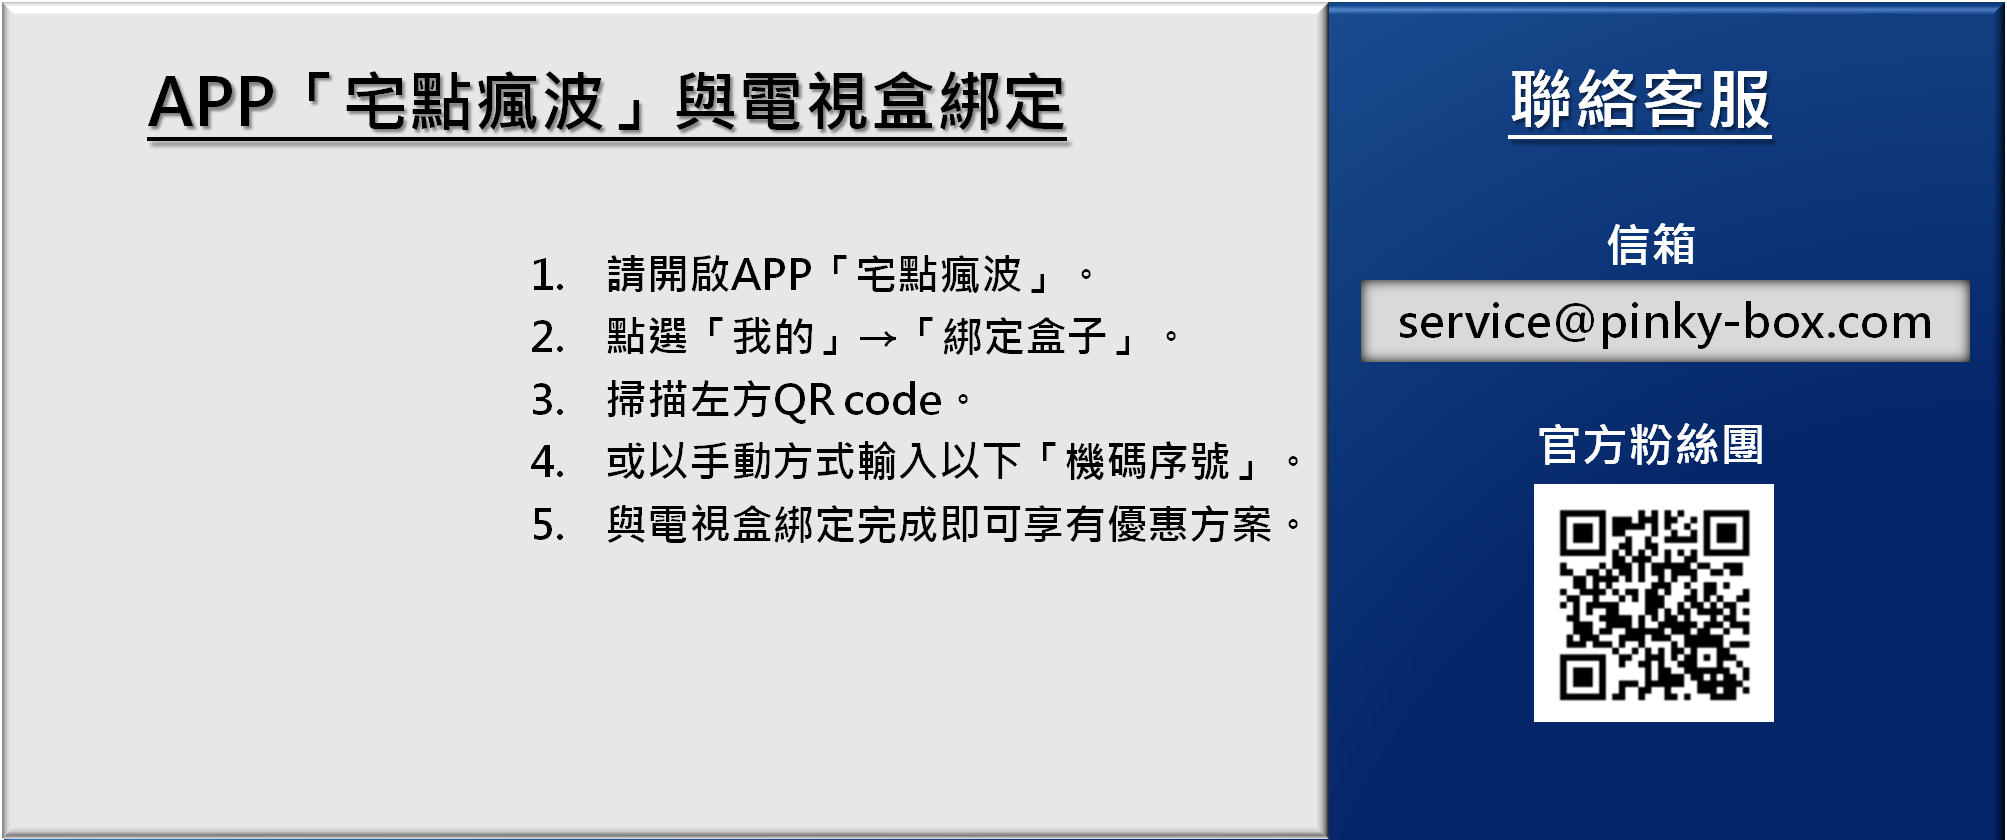 APP「宅點瘋波」與電視盒綁定
1. 請開啟APP「宅點瘋波」。
2. 點選「我的」→「綁定盒子」。
3. 掃描左方QR code。
4. 或以手動方式輸入以下「機碼序號」。
5. 與電視盒綁定完成即可享有優惠方案。
聯絡客服
信箱
service@pinky-box.com
官方粉絲團